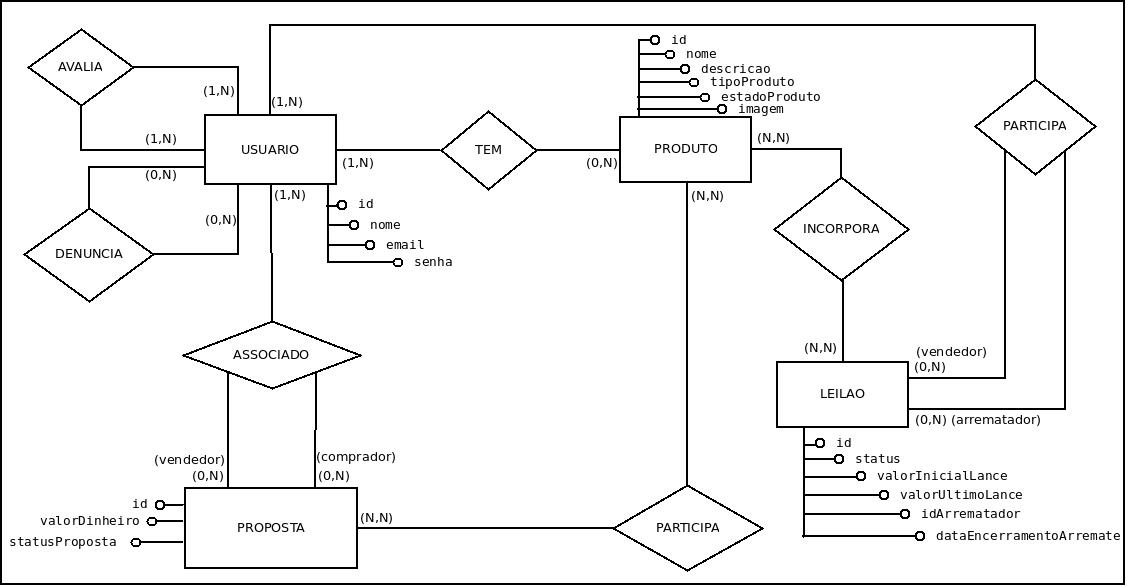 id
nome
descricao
tipoProduto
estadoProduto
imagem
AVALIA
(1,N)
(1,N)
PARTICIPA
(1,N)
(N,N)
USUARIO
TEM
PRODUTO
(1,N)
(0,N)
(0,N)
(1,N)
(N,N)
id
nome
email
senha
(0,N)
INCORPORA
DENUNCIA
(N,N)
(vendedor)
(0,N)
ASSOCIADO
LEILAO
(0,N) (arrematador)
id
status
valorInicialLance
valorUltimoLance
idArrematador
dataEncerramentoArremate
(vendedor)
(0,N)
(comprador)
(0,N)
id
valorDinheiro
statusProposta
PROPOSTA
(N,N)
PARTICIPA